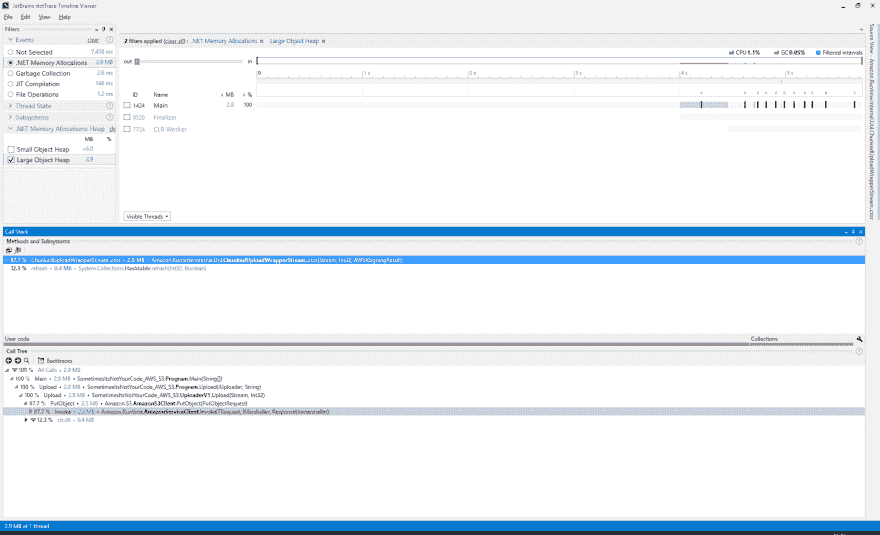 JetBrains dotTrace Timeline Viewer
File Edit View Help
Filters
Events clear
Not Selected 7,458 ms
.NET Memory Allocations 2.9 MB
Garbage Collection 2.6 ms
JIT Compilation ms
File Operations 1.2 ms
Thread State
Subsystems
.NET Memory Allocations: Heap
MB %
Small Object Heap +6.0
Large Object Heap 2.9
2 filters applied (clear all) : .NET Memory Allocations × Large Object Heap ×
out in CPU 1.1% GC 0.05% Filtered intervals
0 1 s 2 s 3 s 4 s 5 s
ID Name MB %
1424 Main 2.9 100
9520 Finalizer
7724 CLR Worker
Visible Threads
Source View - Amazon.Runtime.Internal.Util.ChunkedUploadWrapperStream..ctor
Call Stack
Methods and Subsystems
87.7 % ChunkedUploadWrapperStream..ctor • 2.5 MB • Amazon.Runtime.Internal.Util.ChunkedUploadWrapperStream..ctor(Stream, Int32, AWS4SigningResult)
12.3 % rehash • 0.4 MB • System.Collections.Hashtable.rehash(Int32, Boolean)
User code Collections
Call Tree
Backtraces
100 % All Calls • 2.9 MB
100 % Main • 2.9 MB • SometimesItsNotYourCode_AWS_S3.Program.Main(String[])
100 % Upload • 2.9 MB • SometimesItsNotYourCode_AWS_S3.Program.Upload(IUploader, String)
100 % Upload • 2.9 MB • SometimesItsNotYourCode_AWS_S3.UploaderV1.Upload(Stream, Int32)
87.7 % PutObject • 2.5 MB • Amazon.S3.AmazonS3Client.PutObject(PutObjectRequest)
87.7 % Invoke • 2.5 MB • Amazon.Runtime.AmazonServiceClient.Invoke(TRequest, IMarshaller, ResponseUnmarshaller)
12.3 % clr.dll • 0.4 MB
2.9 MB at 1 thread